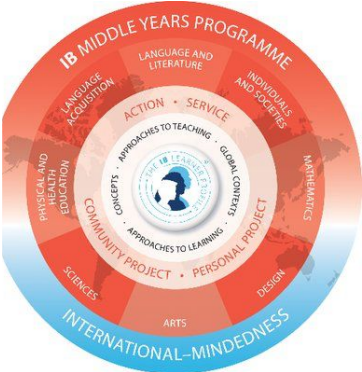 IB MIDDLE YEARS PROGRAMME
LANGUAGE AND
LITERATURE
LANGUAGE
ACQUISITION
INDIVIDUALS
AND SOCIETIES
PHYSICAL AND
HEALTH
EDUCATION
MATHEMATICS
SCIENCES
DESIGN
ARTS
ACTION • SERVICE
COMMUNITY PROJECT • PERSONAL PROJECT
APPROACHES TO TEACHING
CONCEPTS
GLOBAL CONTEXTS
APPROACHES TO LEARNING
THE IB LEARNER
INTERNATIONAL–MINDEDNESS